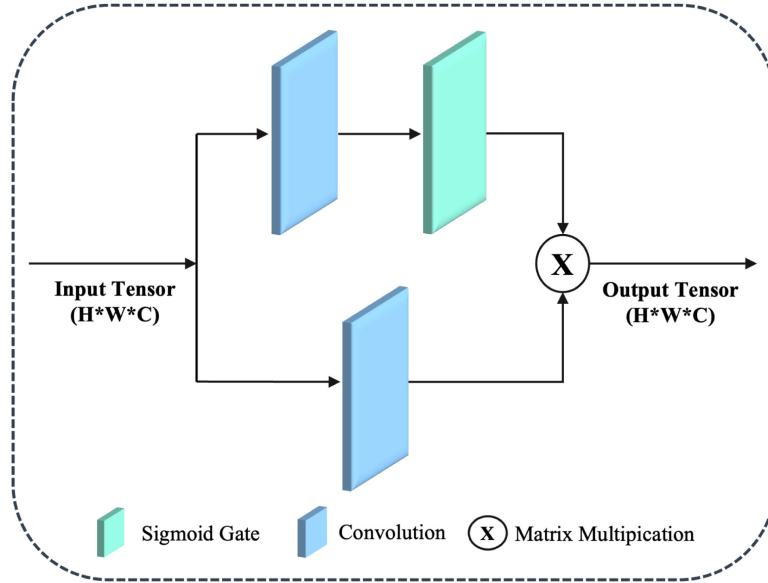 X
Input Tensor
(H*W*C)
Output Tensor
(H*W*C)
Sigmoid Gate
Convolution
X Matrix Multipication